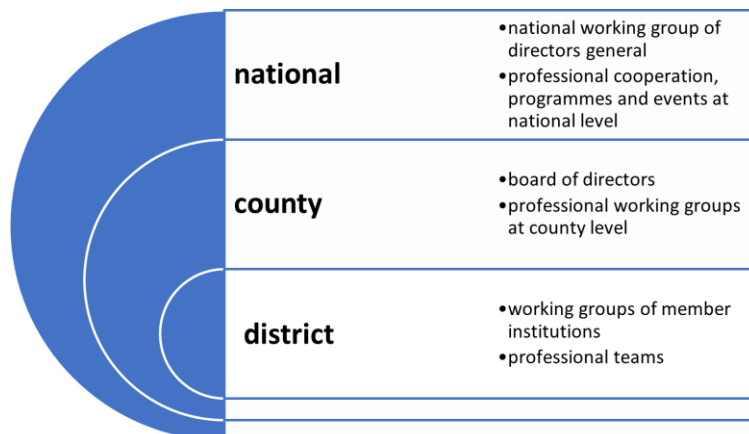 national
•national working group of
directors general
•professional cooperation,
programmes and events at
national level
county
•board of directors
•professional working groups
at county level
district
•working groups of member
institutions
•professional teams